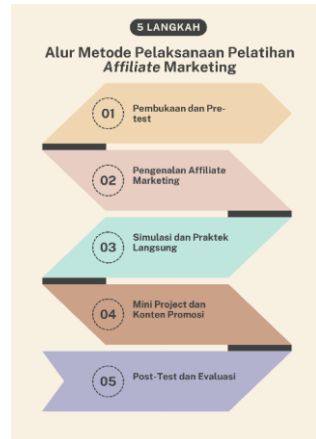 5 LANGKAH
Alur Metode Pelaksanaan Pelatihan
Affiliate Marketing
01
Pembukaan dan Pre-
test
02
Pengenalan Affiliate
Marketing
03
Simulasi dan Praktek
Langsung
04
Mini Project dan
Konten Promosi
05
Post-Test dan Evaluasi